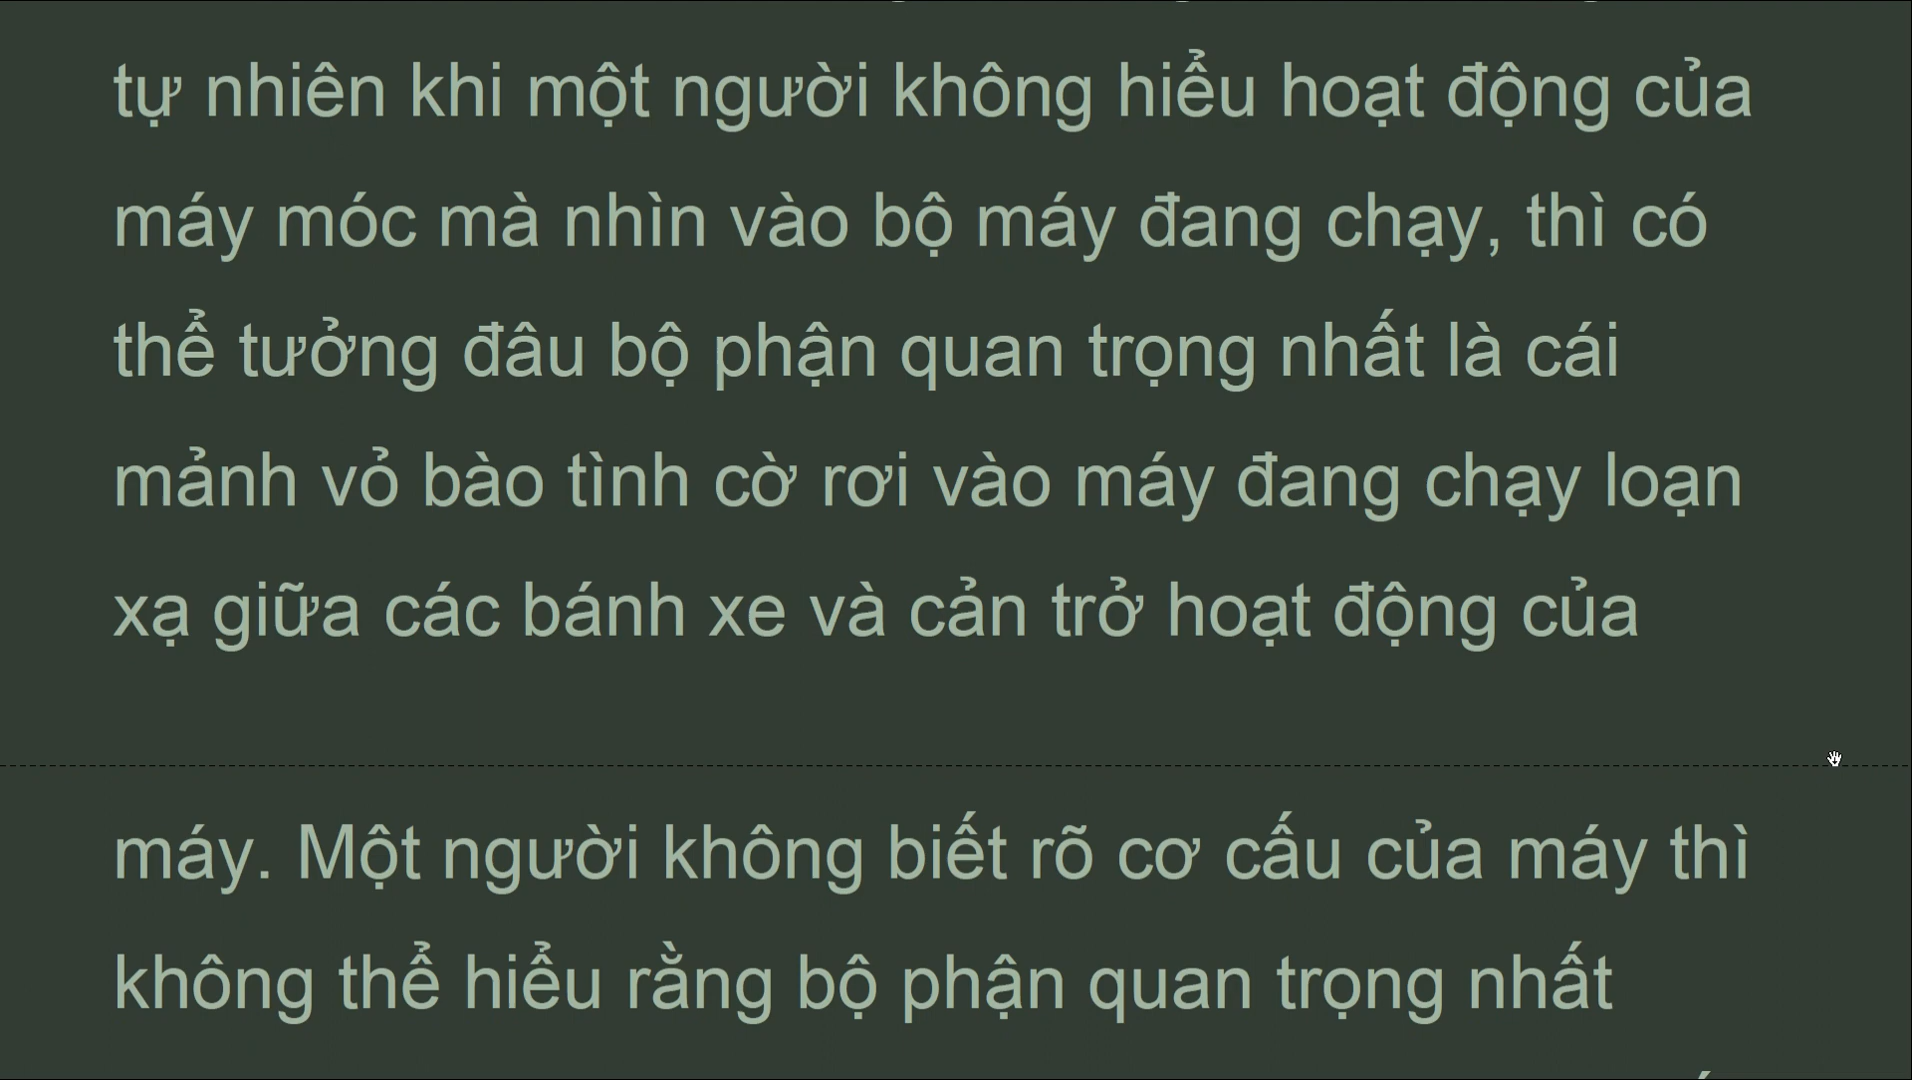 tự nhiên khi một người không hiểu hoạt động của
máy móc mà nhìn vào bộ máy đang chạy, thì có
thể tưởng đâu bộ phận quan trọng nhất là cái
mảnh vỏ bào tình cờ rơi vào máy đang chạy loạn
xạ giữa các bánh xe và cản trở hoạt động của
máy. Một người không biết rõ cơ cấu của máy thì
không thể hiểu rằng bộ phận quan trọng nhất